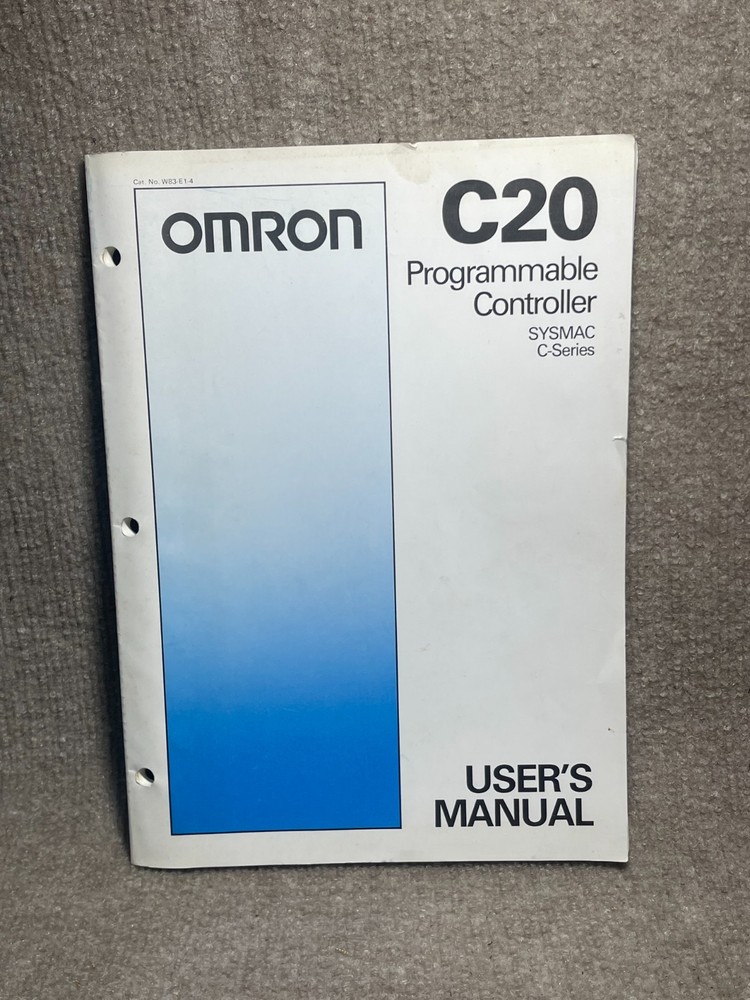 Cat. No. W83-E1-4
OMRON
C20
Programmable
Controller
SYSMAC
C-Series
USER'S
MANUAL